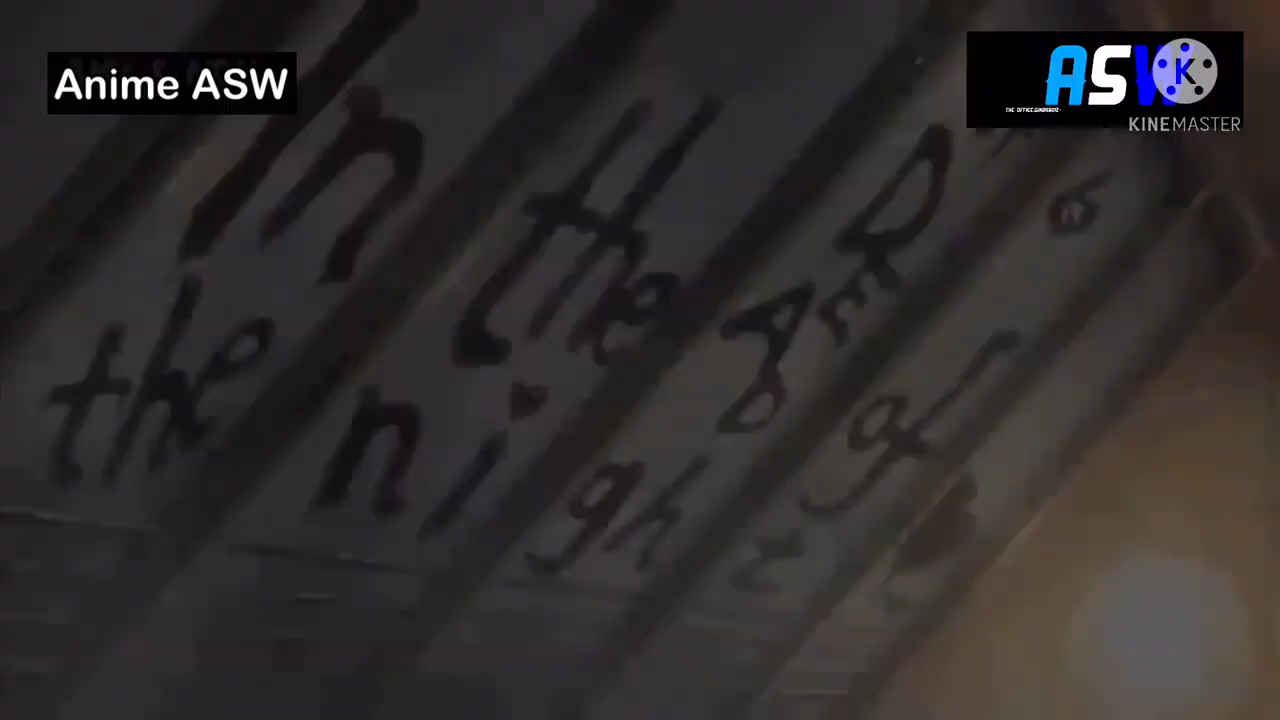 Anime ASW
ASW
K
KINEMASTER
In the DEAD of
the night